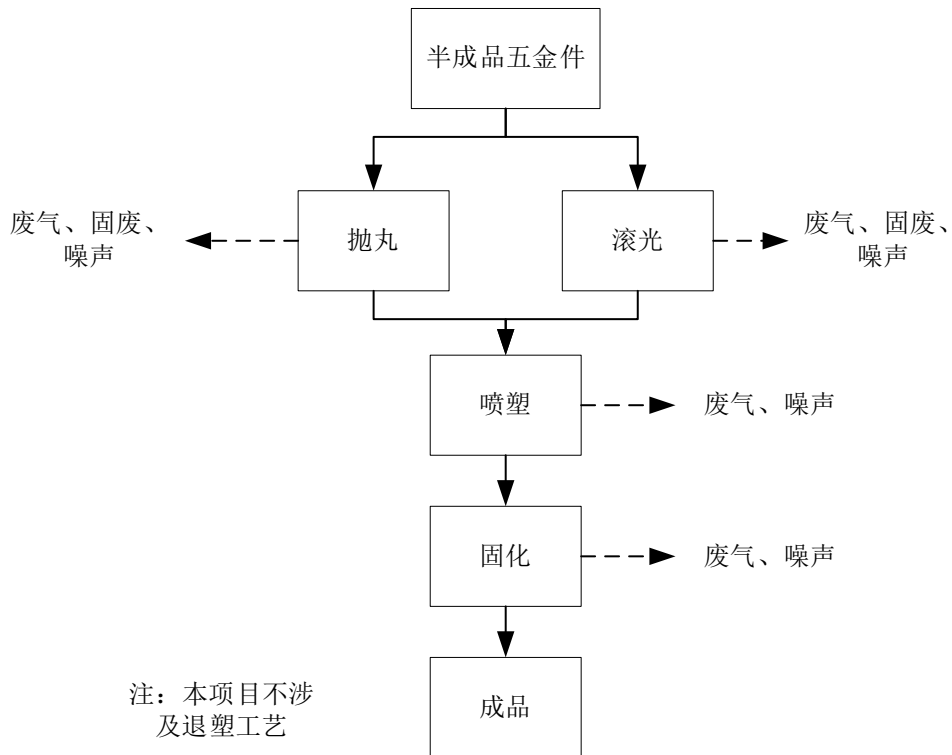 半成品五金件
废气、固废、
噪声
抛丸
滚光
废气、固废、
噪声
喷塑
废气、噪声
固化
废气、噪声
注：本项目不涉
及退塑工艺
成品